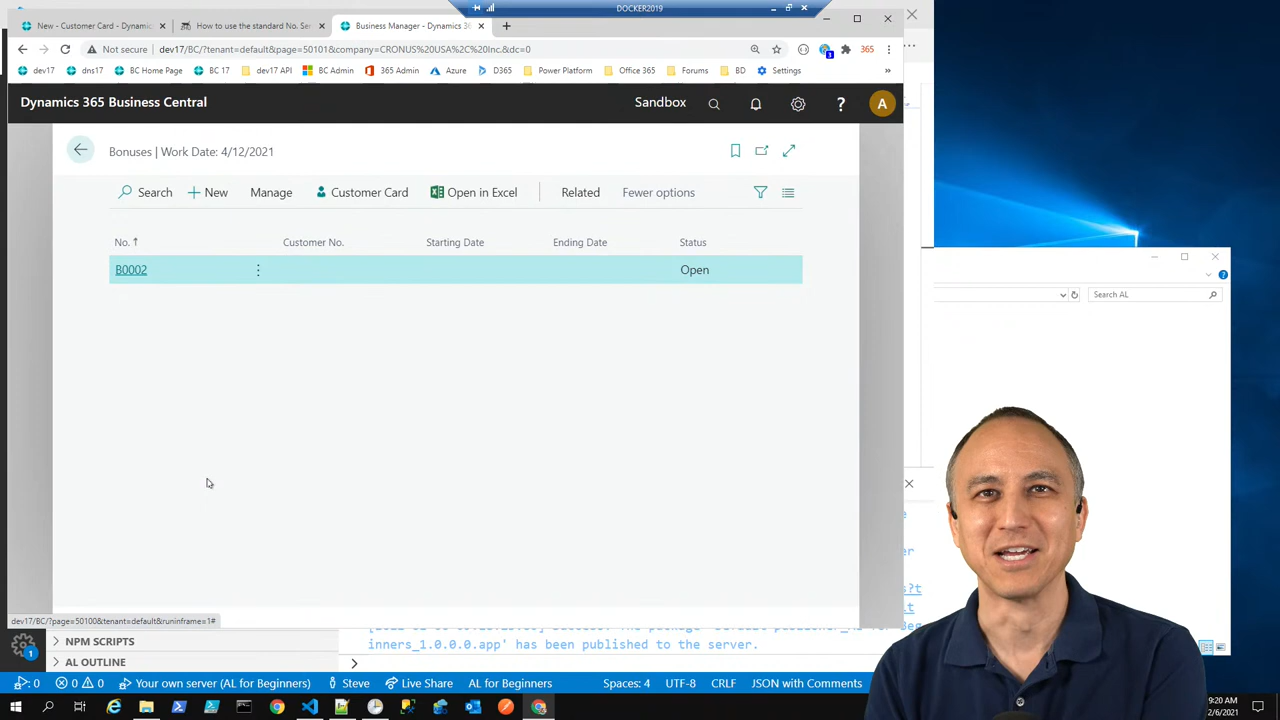 DOCKER2019
New - Customer Card - Dynamic
How to use the standard No. Ser
Business Manager - Dynamics 36
Not secure
dev17/BC/?tenant=default&page=50101&company=CRONUS%20USA%2C%20Inc.&dc=0
3
365
dev17
dns17
BC Home Page
BC 17
dev17 API
BC Admin
365 Admin
Azure
D365
Power Platform
Office 365
Forums
BD
Settings
»
Dynamics 365 Business Central
Sandbox
?
A
Bonuses | Work Date: 4/12/2021
Search
New
Manage
Customer Card
Open in Excel
Related
Fewer options
No. ↑
Customer No.
Starting Date
Ending Date
Status
B0002
Open
Search AL
dev17/BC/?page=50100&tenant=default&runinframe=1
NPM SCRIPTS
AL OUTLINE
inners_1.0.0.0.app' has been published to the server.
0
0
0
Your own server (AL for Beginners)
Steve
Live Share
AL for Beginners
Spaces: 4
UTF-8
CRLF
JSON with Comments
1
9:20 AM
2/6/2021